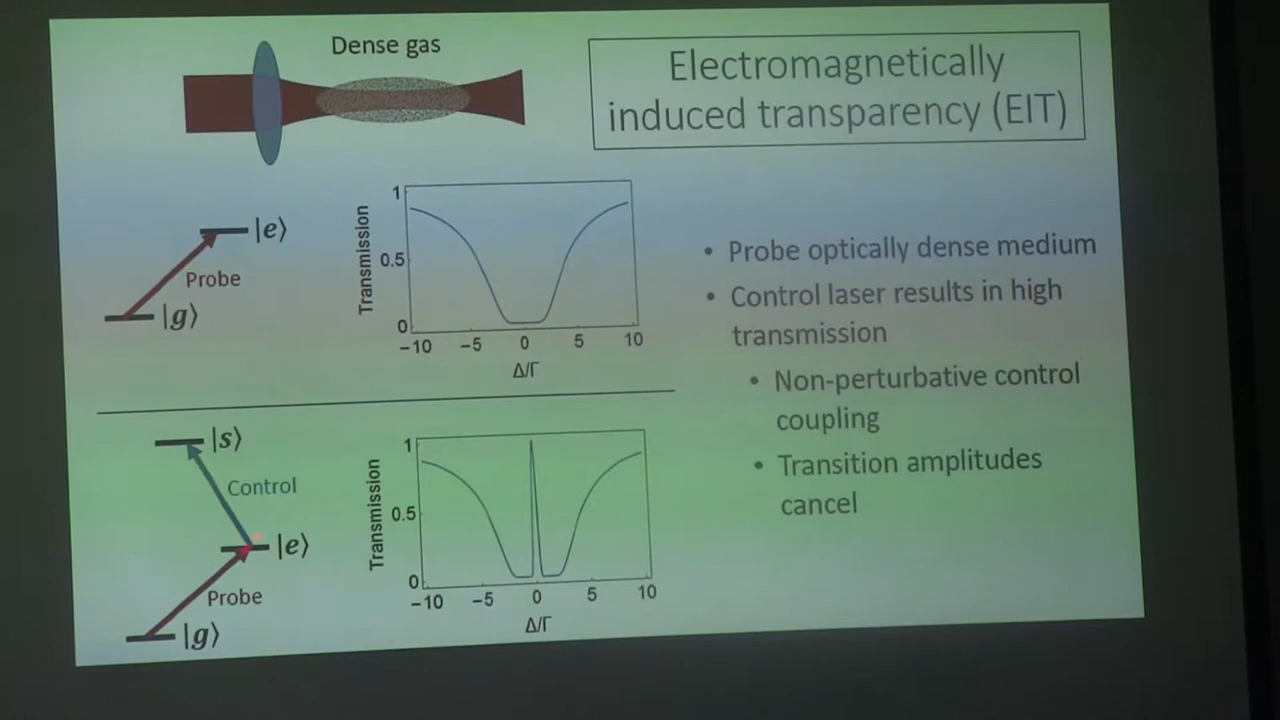 Dense gas
Electromagnetically
induced transparency (EIT)
|e⟩
Probe
|g⟩
Transmission
1
0.5
0
−10 −5 0 5 10
Δ/Γ
• Probe optically dense medium
• Control laser results in high
transmission
• Non-perturbative control
coupling
• Transition amplitudes
cancel
|s⟩
Control
|e⟩
Probe
|g⟩
Transmission
1
0.5
0
−10 −5 0 5 10
Δ/Γ